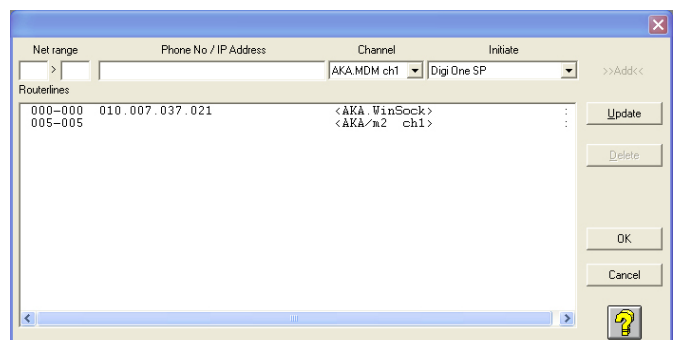 Net range Phone No / IP Address Channel Initiate
> AKA.MDM ch1 Digi One SP >>Add<<
Routerlines
000-000 010.007.037.021 <AKA.WinSock> :
005-005 <AKA/m2 ch1> :
Update
Delete
OK
Cancel
?